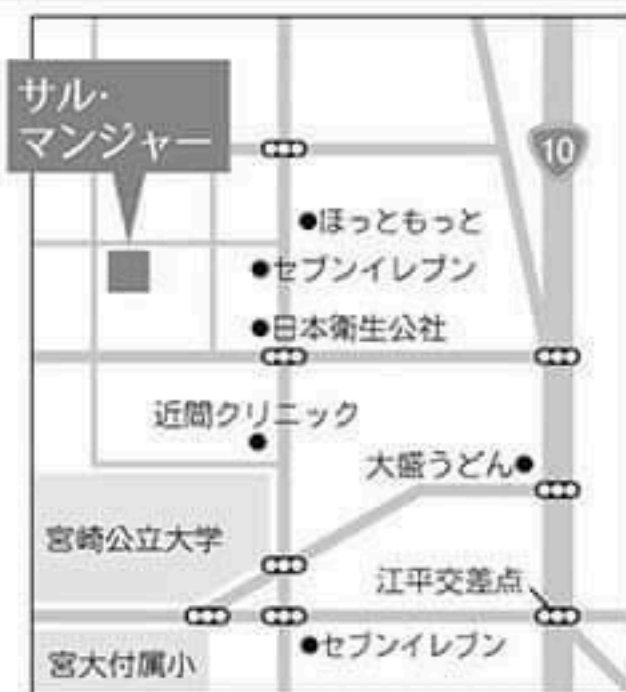 サル・
マンジャー
10
ほっともっと
セブンイレブン
日本衛生公社
近間クリニック
大盛うどん
宮崎公立大学
江平交差点
セブンイレブン
宮大付属小